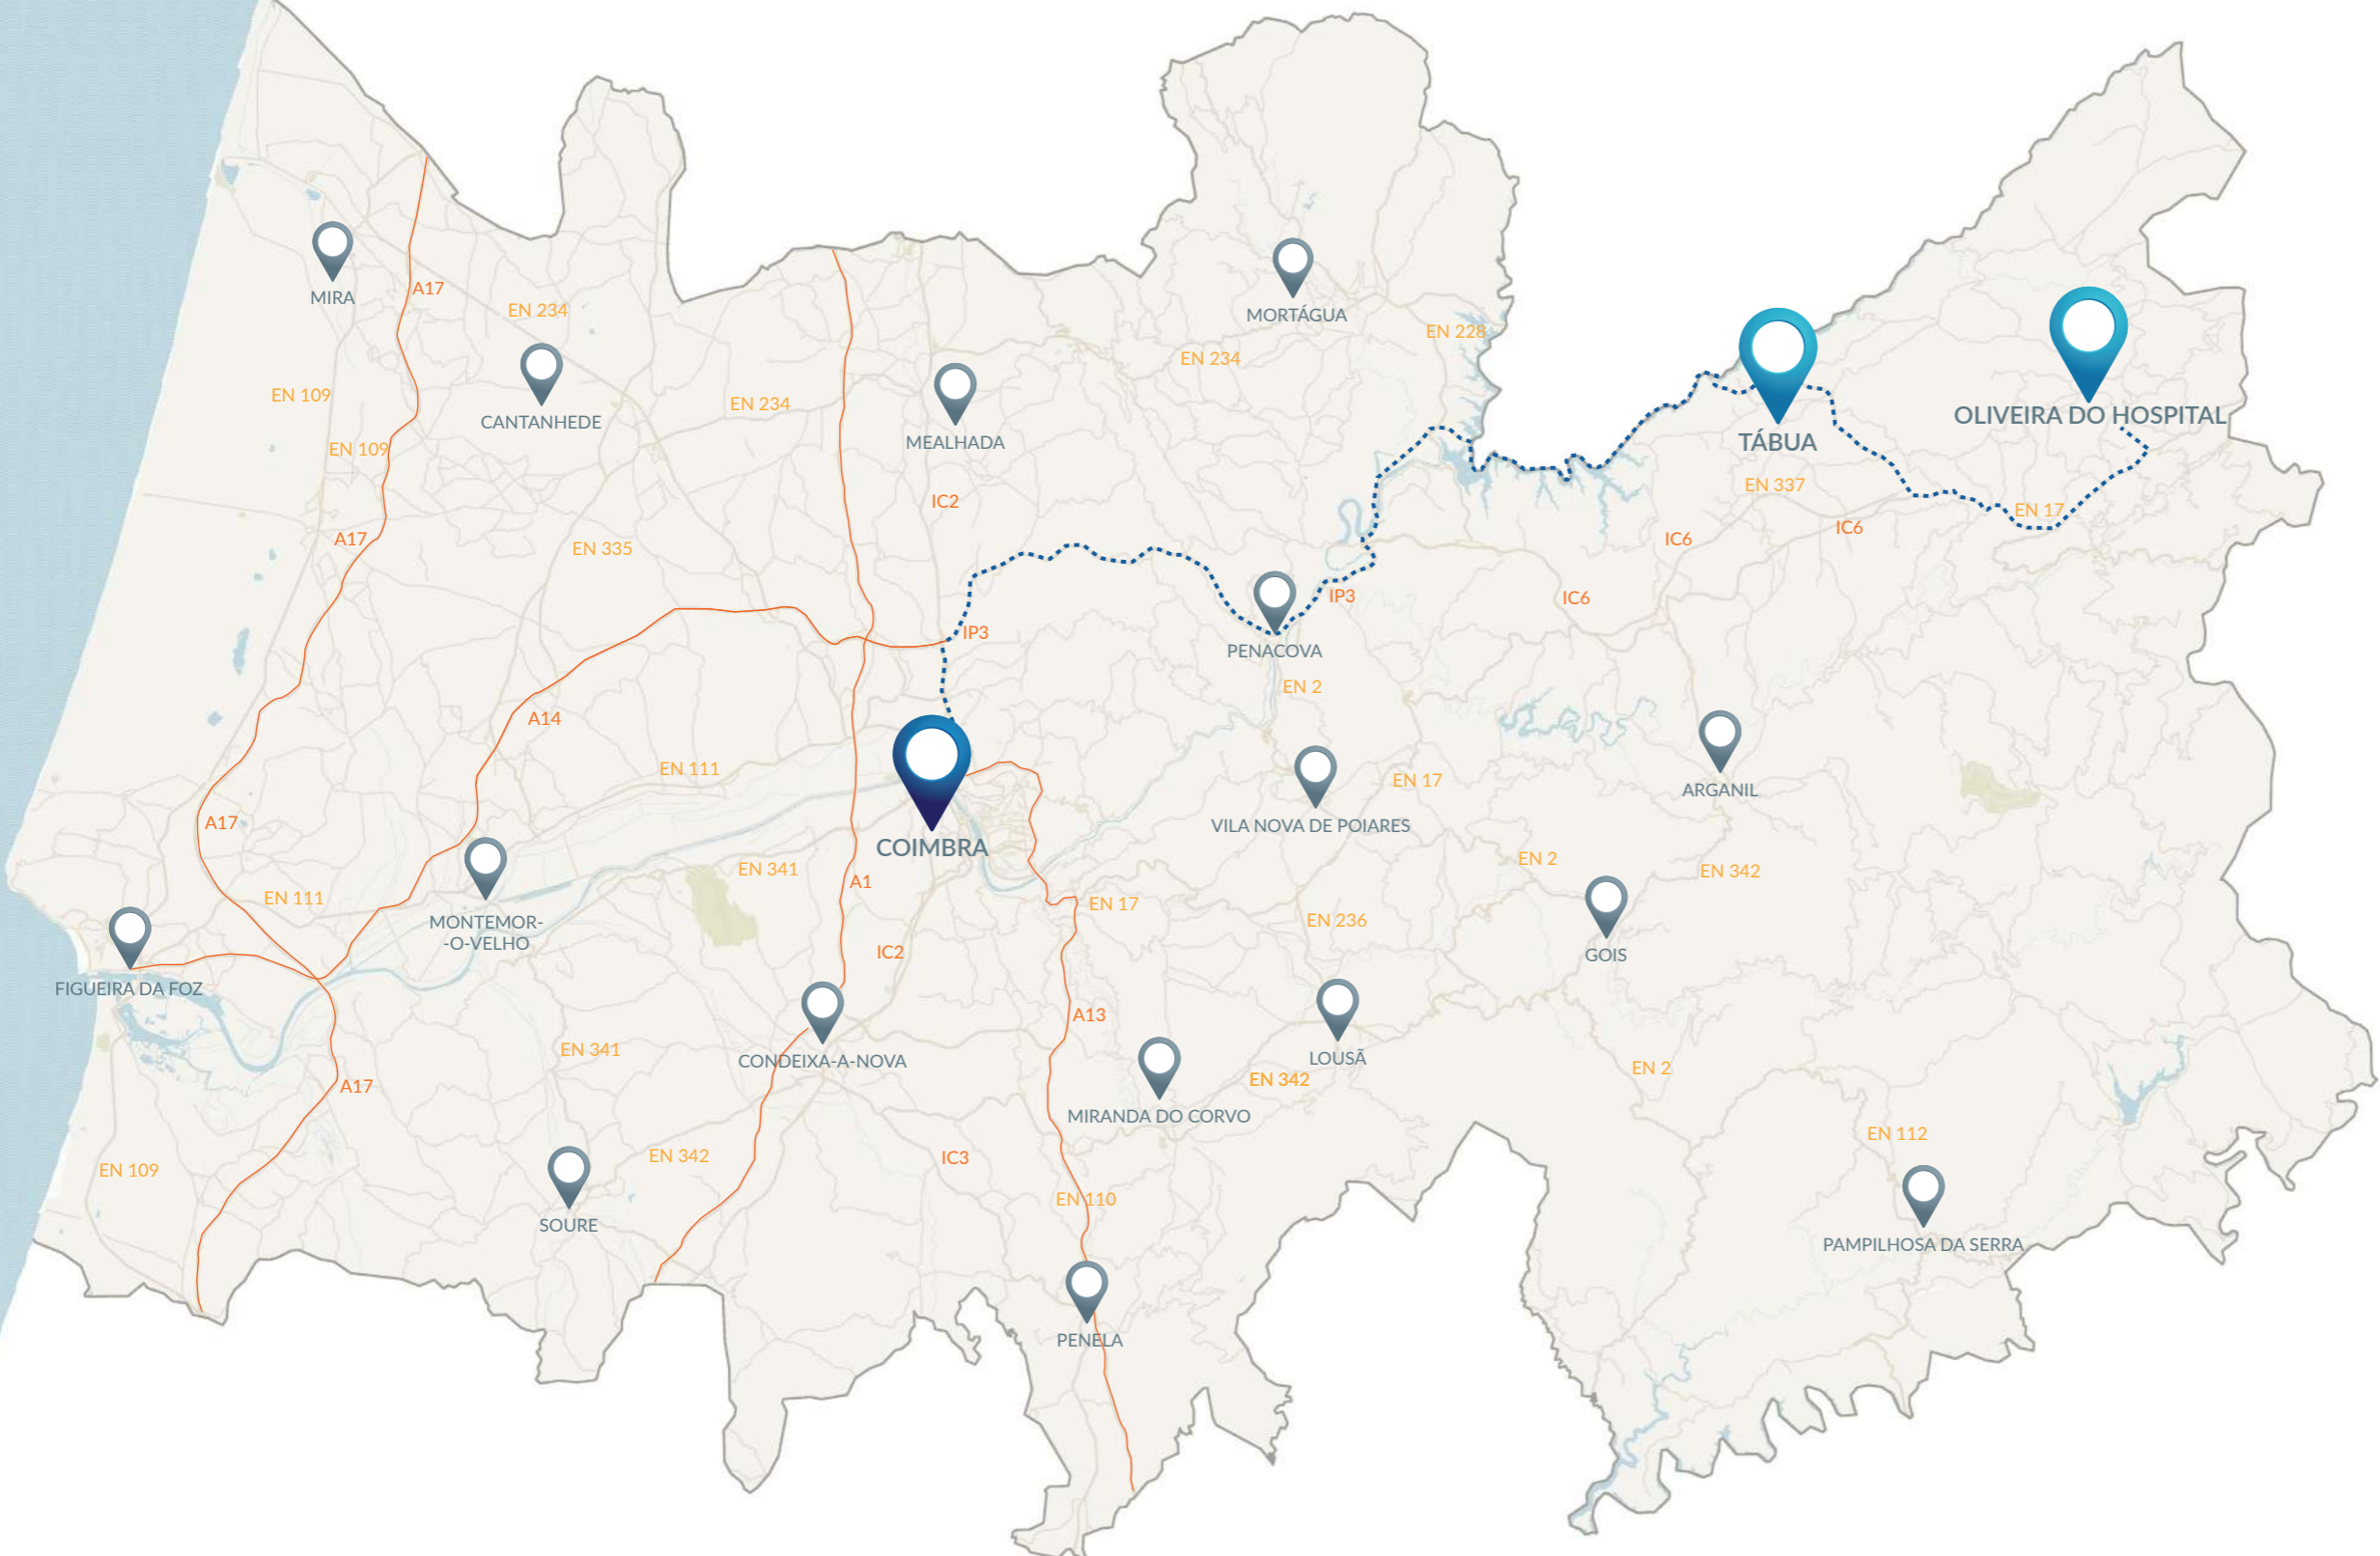 MIRA
A17
EN 234
MORTÁGUA
EN 228
EN 234
EN 109
CANTANHEDE
EN 234
MEALHADA
TÁBUA
OLIVEIRA DO HOSPITAL
EN 109
EN 337
IC2
EN 17
A17
EN 335
IC6
IC6
IP3
IC6
IP3
PENACOVA
EN 2
A14
EN 111
EN 17
ARGANIL
A17
VILA NOVA DE POIARES
COIMBRA
EN 341
A1
EN 2
EN 342
EN 111
EN 17
MONTEMOR-
-O-VELHO
EN 236
IC2
GOIS
FIGUEIRA DA FOZ
A13
EN 341
CONDEIXA-A-NOVA
LOUSÃ
EN 2
A17
EN 342
MIRANDA DO CORVO
EN 112
EN 342
IC3
EN 109
EN 110
SOURE
PAMPILHOSA DA SERRA
PENELA